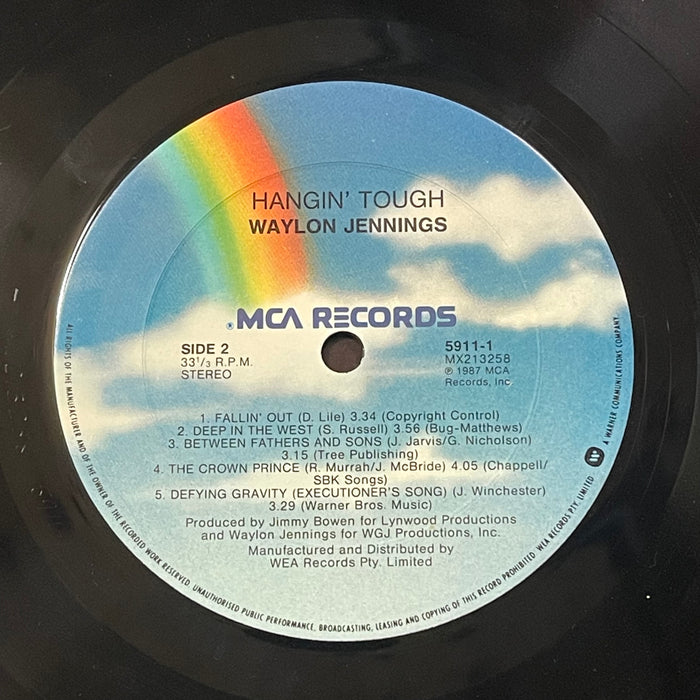 HANGIN' TOUGH
WAYLON JENNINGS
MCA RECORDS
SIDE 2
33 1/3 R.P.M.
STEREO
5911-1
MX213258
℗ 1987 MCA
Records, Inc.
1. FALLIN' OUT (D. Lile) 3.34 (Copyright Control)
2. DEEP IN THE WEST (S. Russell) 3.56 (Bug-Matthews)
3. BETWEEN FATHERS AND SONS (J. Jarvis/G. Nicholson)
3.15 (Tree Publishing)
4. THE CROWN PRINCE (R. Murrah/J. McBride) 4.05 (Chappell/
SBK Songs)
5. DEFYING GRAVITY (EXECUTIONER'S SONG) (J. Winchester)
3.29 (Warner Bros. Music)
Produced by Jimmy Bowen for Lynwood Productions
and Waylon Jennings for WGJ Productions, Inc.
Manufactured and Distributed by
WEA Records Pty. Limited
ALL RIGHTS OF THE MANUFACTURER AND OF THE OWNER OF THE RECORDED WORK RESERVED. UNAUTHORISED PUBLIC PERFORMANCE, BROADCASTING, LEASING AND COPYING OF THIS RECORD PROHIBITED. WEA RECORDS PTY. LIMITED A WARNER COMMUNICATIONS COMPANY.